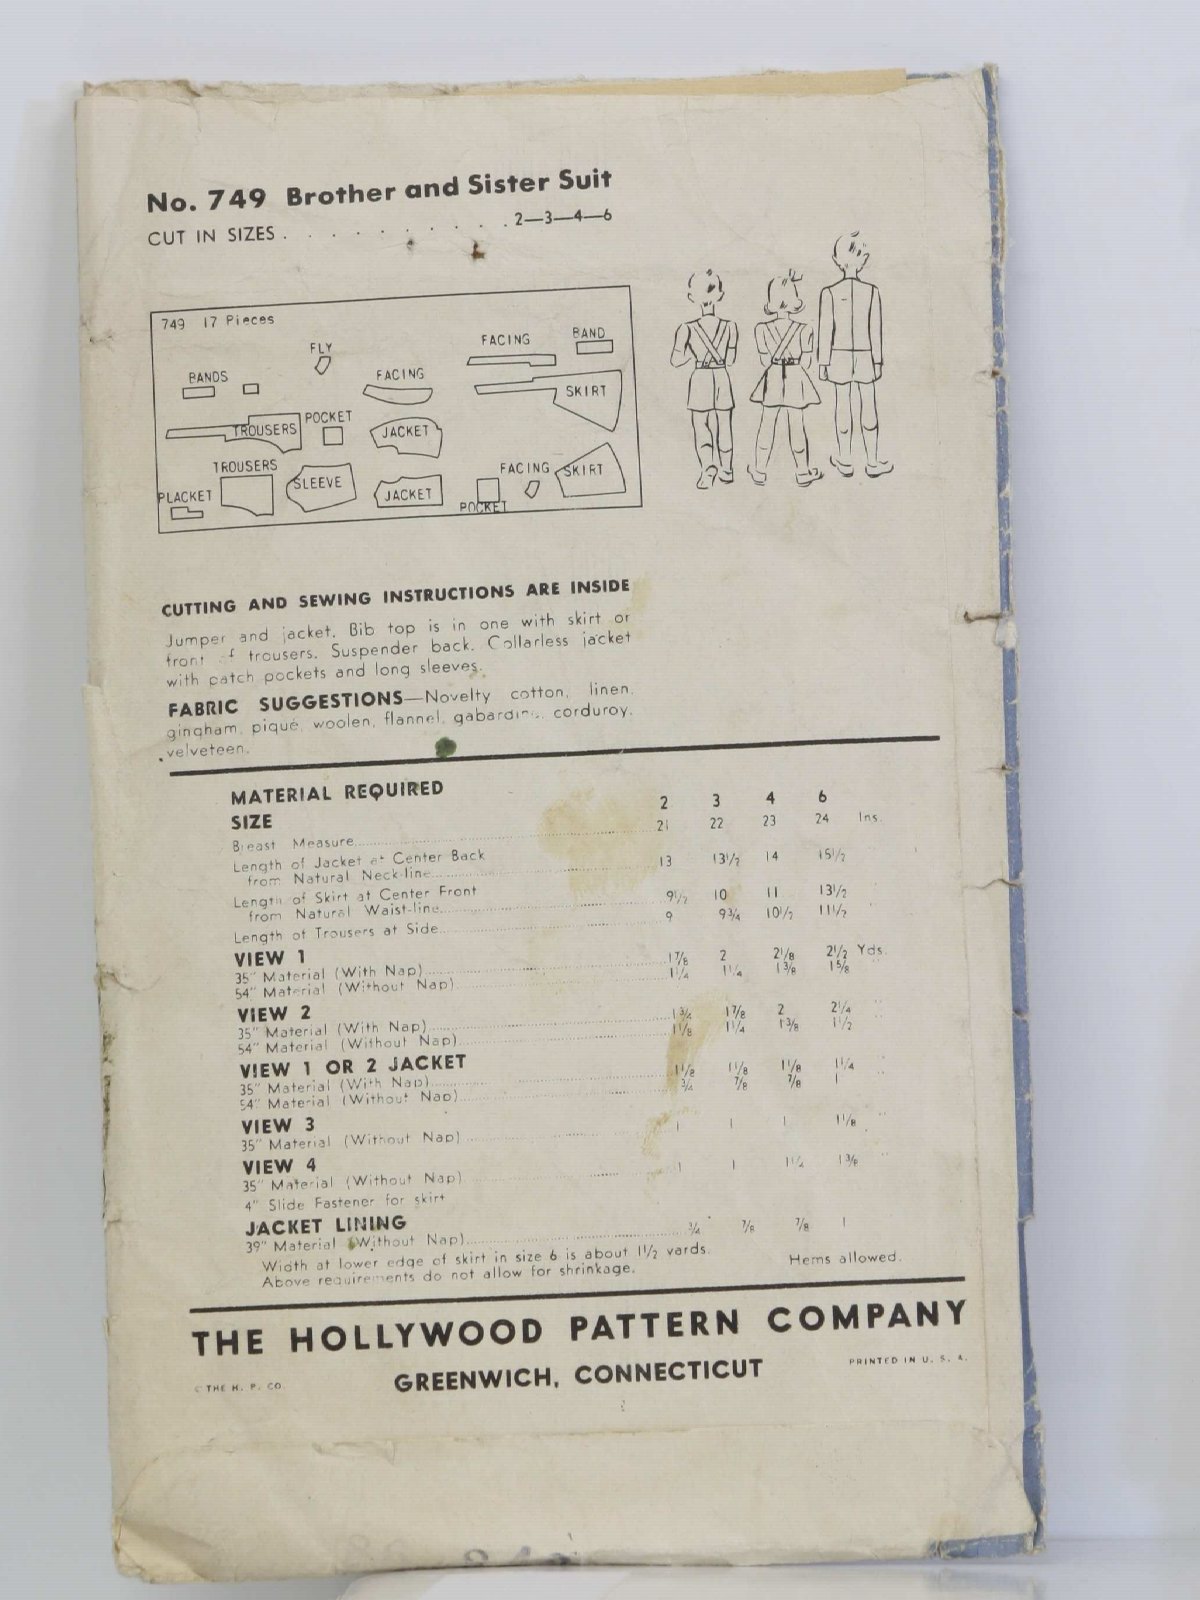 No. 749 Brother and Sister Suit
CUT IN SIZES . . . . . . . . . . 2—3—4—6
749 17 Pieces
FLY
FACING
BAND
BANDS
FACING
SKIRT
TROUSERS
POCKET
JACKET
TROUSERS
SLEEVE
FACING
SKIRT
PLACKET
JACKET
POCKET
CUTTING AND SEWING INSTRUCTIONS ARE INSIDE
Jumper and jacket. Bib top is in one with skirt or
front of trousers. Suspender back. Collarless jacket
with patch pockets and long sleeves.
FABRIC SUGGESTIONS—Novelty cotton, linen,
gingham, piqué, woolen, flannel, gabardine, corduroy,
velveteen.
MATERIAL REQUIRED
SIZE 2 3 4 6
Breast Measure 21 22 23 24 Ins.
Length of Jacket at Center Back
from Natural Neck-line 13 13½ 14 15½ "
Length of Skirt at Center Front
from Natural Waist-line 9½ 10 11 13½ "
Length of Trousers at Side 9 9¾ 10½ 11½ "
VIEW 1
35" Material (With Nap) 1⅞ 2 2⅛ 2½ Yds.
54" Material (Without Nap) 1¼ 1¼ 1⅜ 1⅝ "
VIEW 2
35" Material (With Nap) 1¾ 1⅞ 2 2¼ "
54" Material (Without Nap) 1⅛ 1¼ 1⅜ 1½ "
VIEW 1 OR 2 JACKET
35" Material (With Nap) 1⅛ 1⅛ 1⅛ 1¼ "
54" Material (Without Nap) ¾ ⅞ ⅞ 1 "
VIEW 3
35" Material (Without Nap) 1 1 1 1⅛ "
VIEW 4
35" Material (Without Nap) 1 1 1¼ 1⅜ "
4" Slide Fastener for skirt
JACKET LINING
39" Material (Without Nap) ¾ ⅞ ⅞ 1 "
Width at lower edge of skirt in size 6 is about 1½ yards.
Above requirements do not allow for shrinkage. Hems allowed.
THE HOLLYWOOD PATTERN COMPANY
GREENWICH, CONNECTICUT
© THE H. P. CO.
PRINTED IN U. S. A.